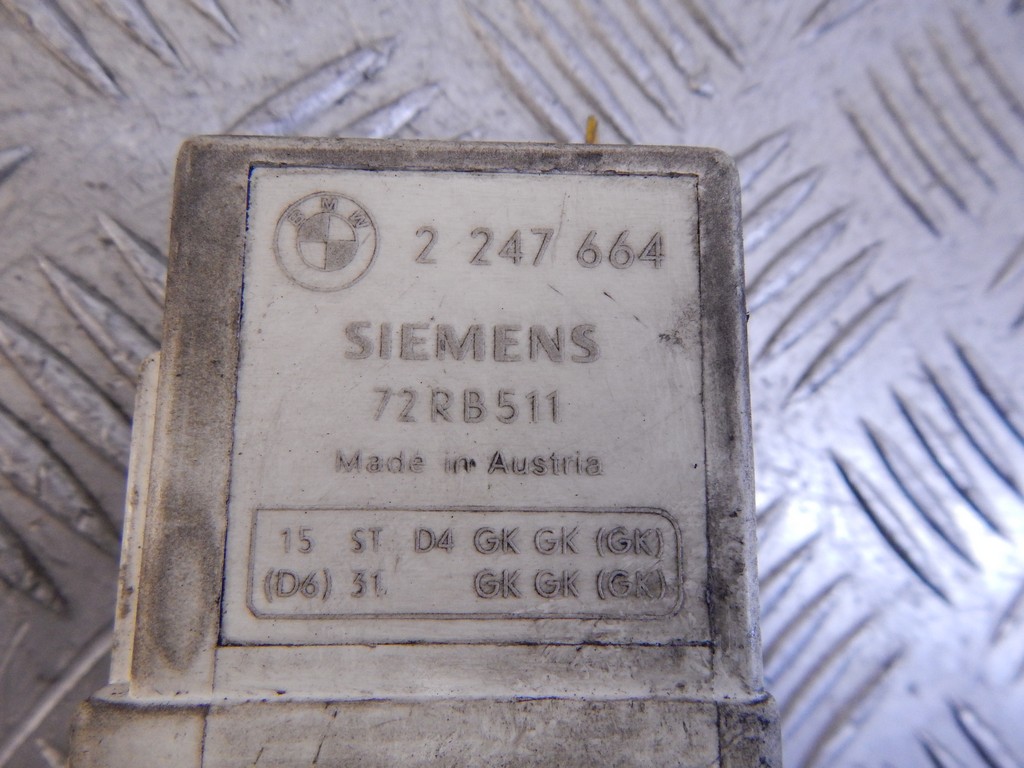 BMW 2 247 664
SIEMENS
72RB511
Made in Austria
15 ST D4 GK GK (GK)
(D6) 31 GK GK (GK)